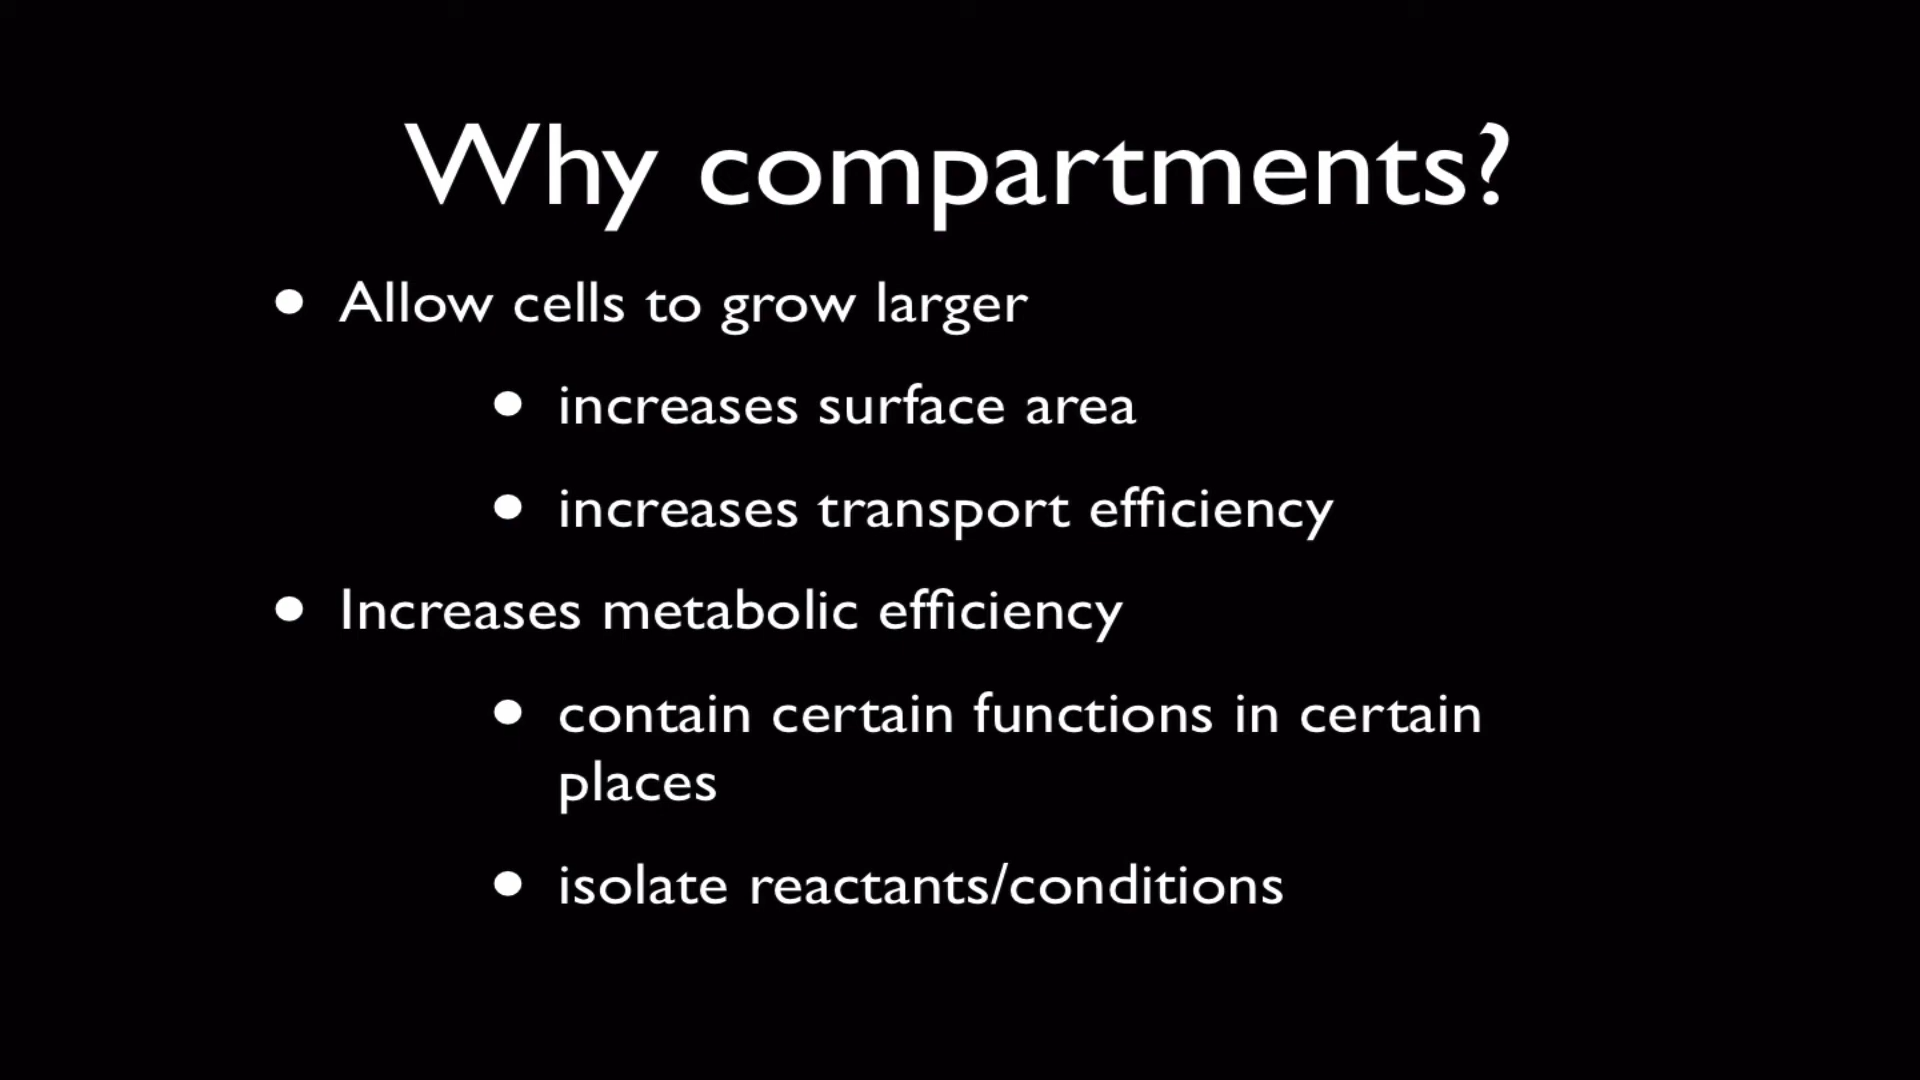 Why compartments?
• Allow cells to grow larger
• increases surface area
• increases transport efficiency
• Increases metabolic efficiency
• contain certain functions in certain
places
• isolate reactants/conditions